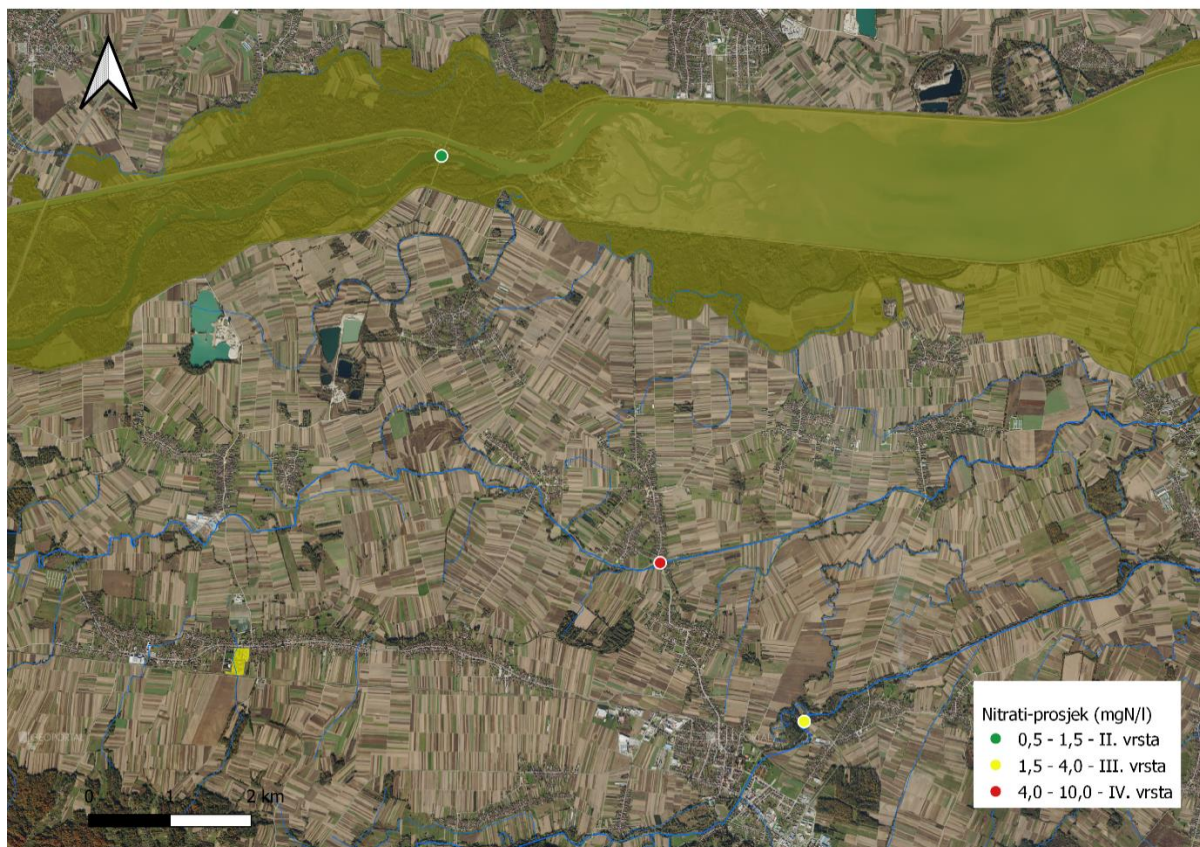 GEOPORTAL
Nitrati-prosjek (mgN/l)
0,5 - 1,5 - II. vrsta
1,5 - 4,0 - III. vrsta
4,0 - 10,0 - IV. vrsta
0 1 2 km